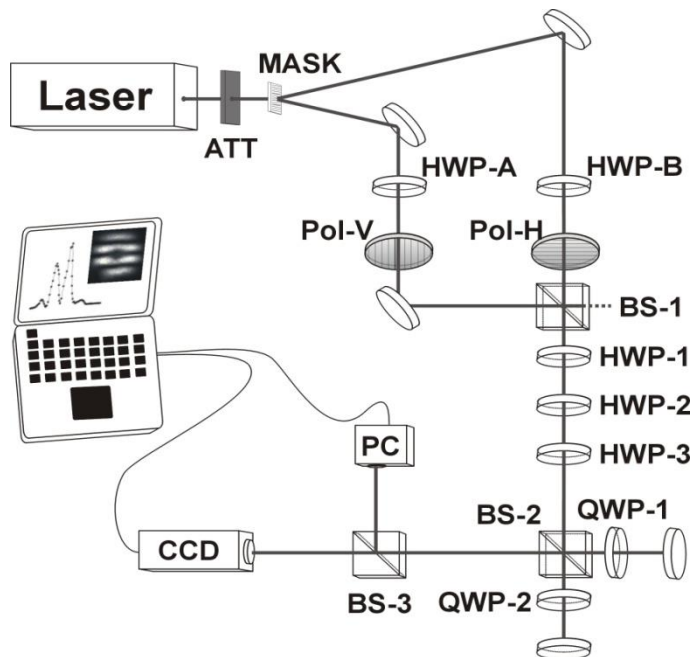 Laser
MASK
ATT
HWP-A
HWP-B
Pol-V
Pol-H
BS-1
HWP-1
HWP-2
HWP-3
PC
BS-2
QWP-1
CCD
BS-3
QWP-2